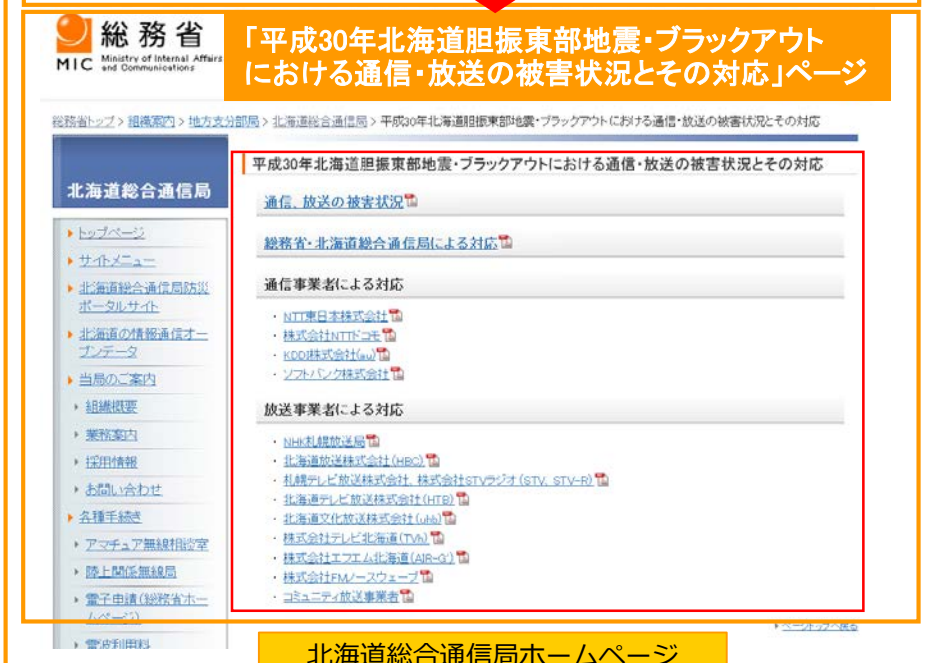 総務省
MIC Ministry of Internal Affairs
and Communications
「平成30年北海道胆振東部地震・ブラックアウト
における通信・放送の被害状況とその対応」ページ
総務省トップ > 組織案内 > 地方支分部局 > 北海道総合通信局 > 平成30年北海道胆振東部地震・ブラックアウトにおける通信・放送の被害状況とその対応
北海道総合通信局
トップページ
サイトメニュー
北海道総合通信局防災
ポータルサイト
北海道の情報通信オー
プンデータ
当局のご案内
組織概要
業務案内
採用情報
お問い合わせ
各種手続き
アマチュア無線相談室
陸上関係無線局
電子申請(総務省ホー
ムページ)
電波利用料
平成30年北海道胆振東部地震・ブラックアウトにおける通信・放送の被害状況とその対応
通信、放送の被害状況
総務省・北海道総合通信局による対応
通信事業者による対応
・ NTT東日本株式会社
・ 株式会社NTTドコモ
・ KDDI株式会社(au)
・ ソフトバンク株式会社
放送事業者による対応
・ NHK札幌放送局
・ 北海道放送株式会社(HBC)
・ 札幌テレビ放送株式会社、株式会社STVラジオ(STV、STV-R)
・ 北海道テレビ放送株式会社(HTB)
・ 北海道文化放送株式会社(uhb)
・ 株式会社テレビ北海道(TVh)
・ 株式会社エフエム北海道(AIR-G')
・ 株式会社FMノースウェーブ
・ コミュニティ放送事業者
ページトップへ戻る
北海道総合通信局ホームページ